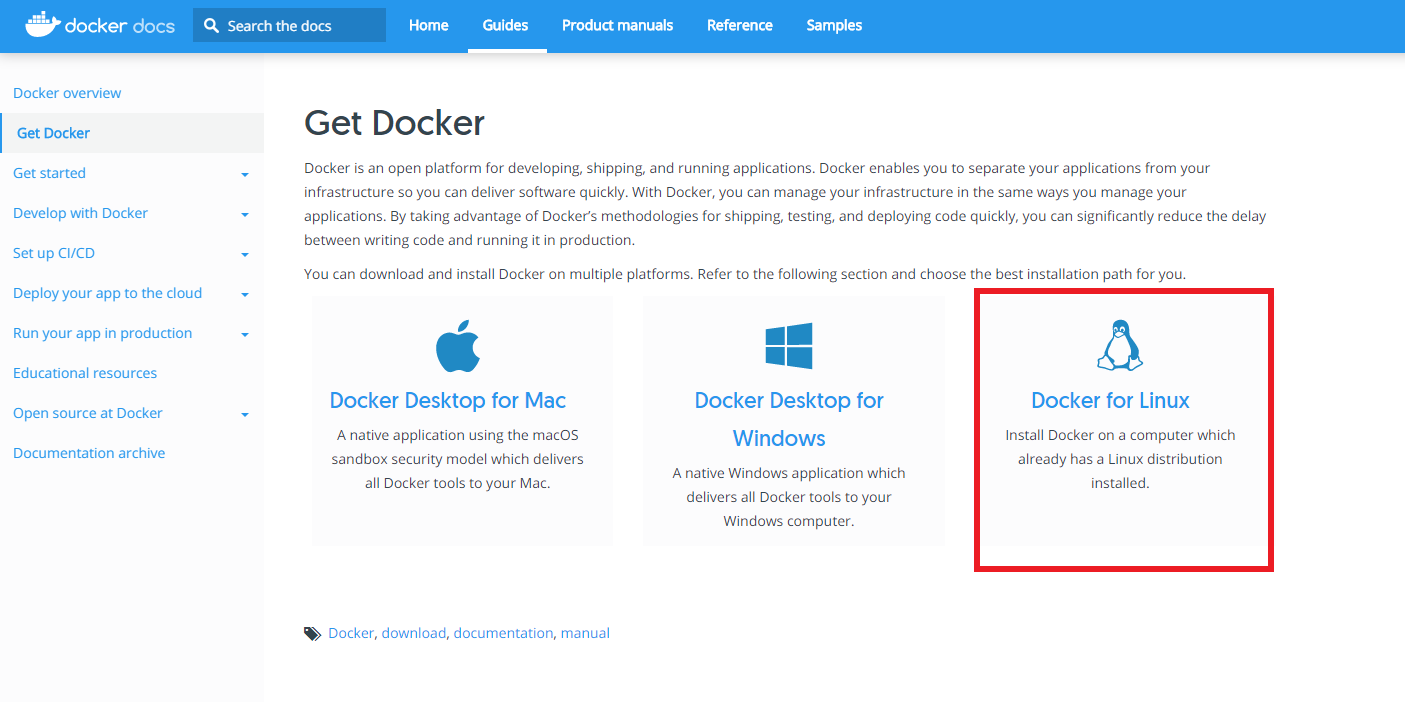 docker docs
Search the docs
Home
Guides
Product manuals
Reference
Samples
Docker overview
Get Docker
Get started
Develop with Docker
Set up CI/CD
Deploy your app to the cloud
Run your app in production
Educational resources
Open source at Docker
Documentation archive
Get Docker
Docker is an open platform for developing, shipping, and running applications. Docker enables you to separate your applications from your
infrastructure so you can deliver software quickly. With Docker, you can manage your infrastructure in the same ways you manage your
applications. By taking advantage of Docker’s methodologies for shipping, testing, and deploying code quickly, you can significantly reduce the delay
between writing code and running it in production.
You can download and install Docker on multiple platforms. Refer to the following section and choose the best installation path for you.
Docker Desktop for Mac
A native application using the macOS
sandbox security model which delivers
all Docker tools to your Mac.
Docker Desktop for
Windows
A native Windows application which
delivers all Docker tools to your
Windows computer.
Docker for Linux
Install Docker on a computer which
already has a Linux distribution
installed.
Docker, download, documentation, manual